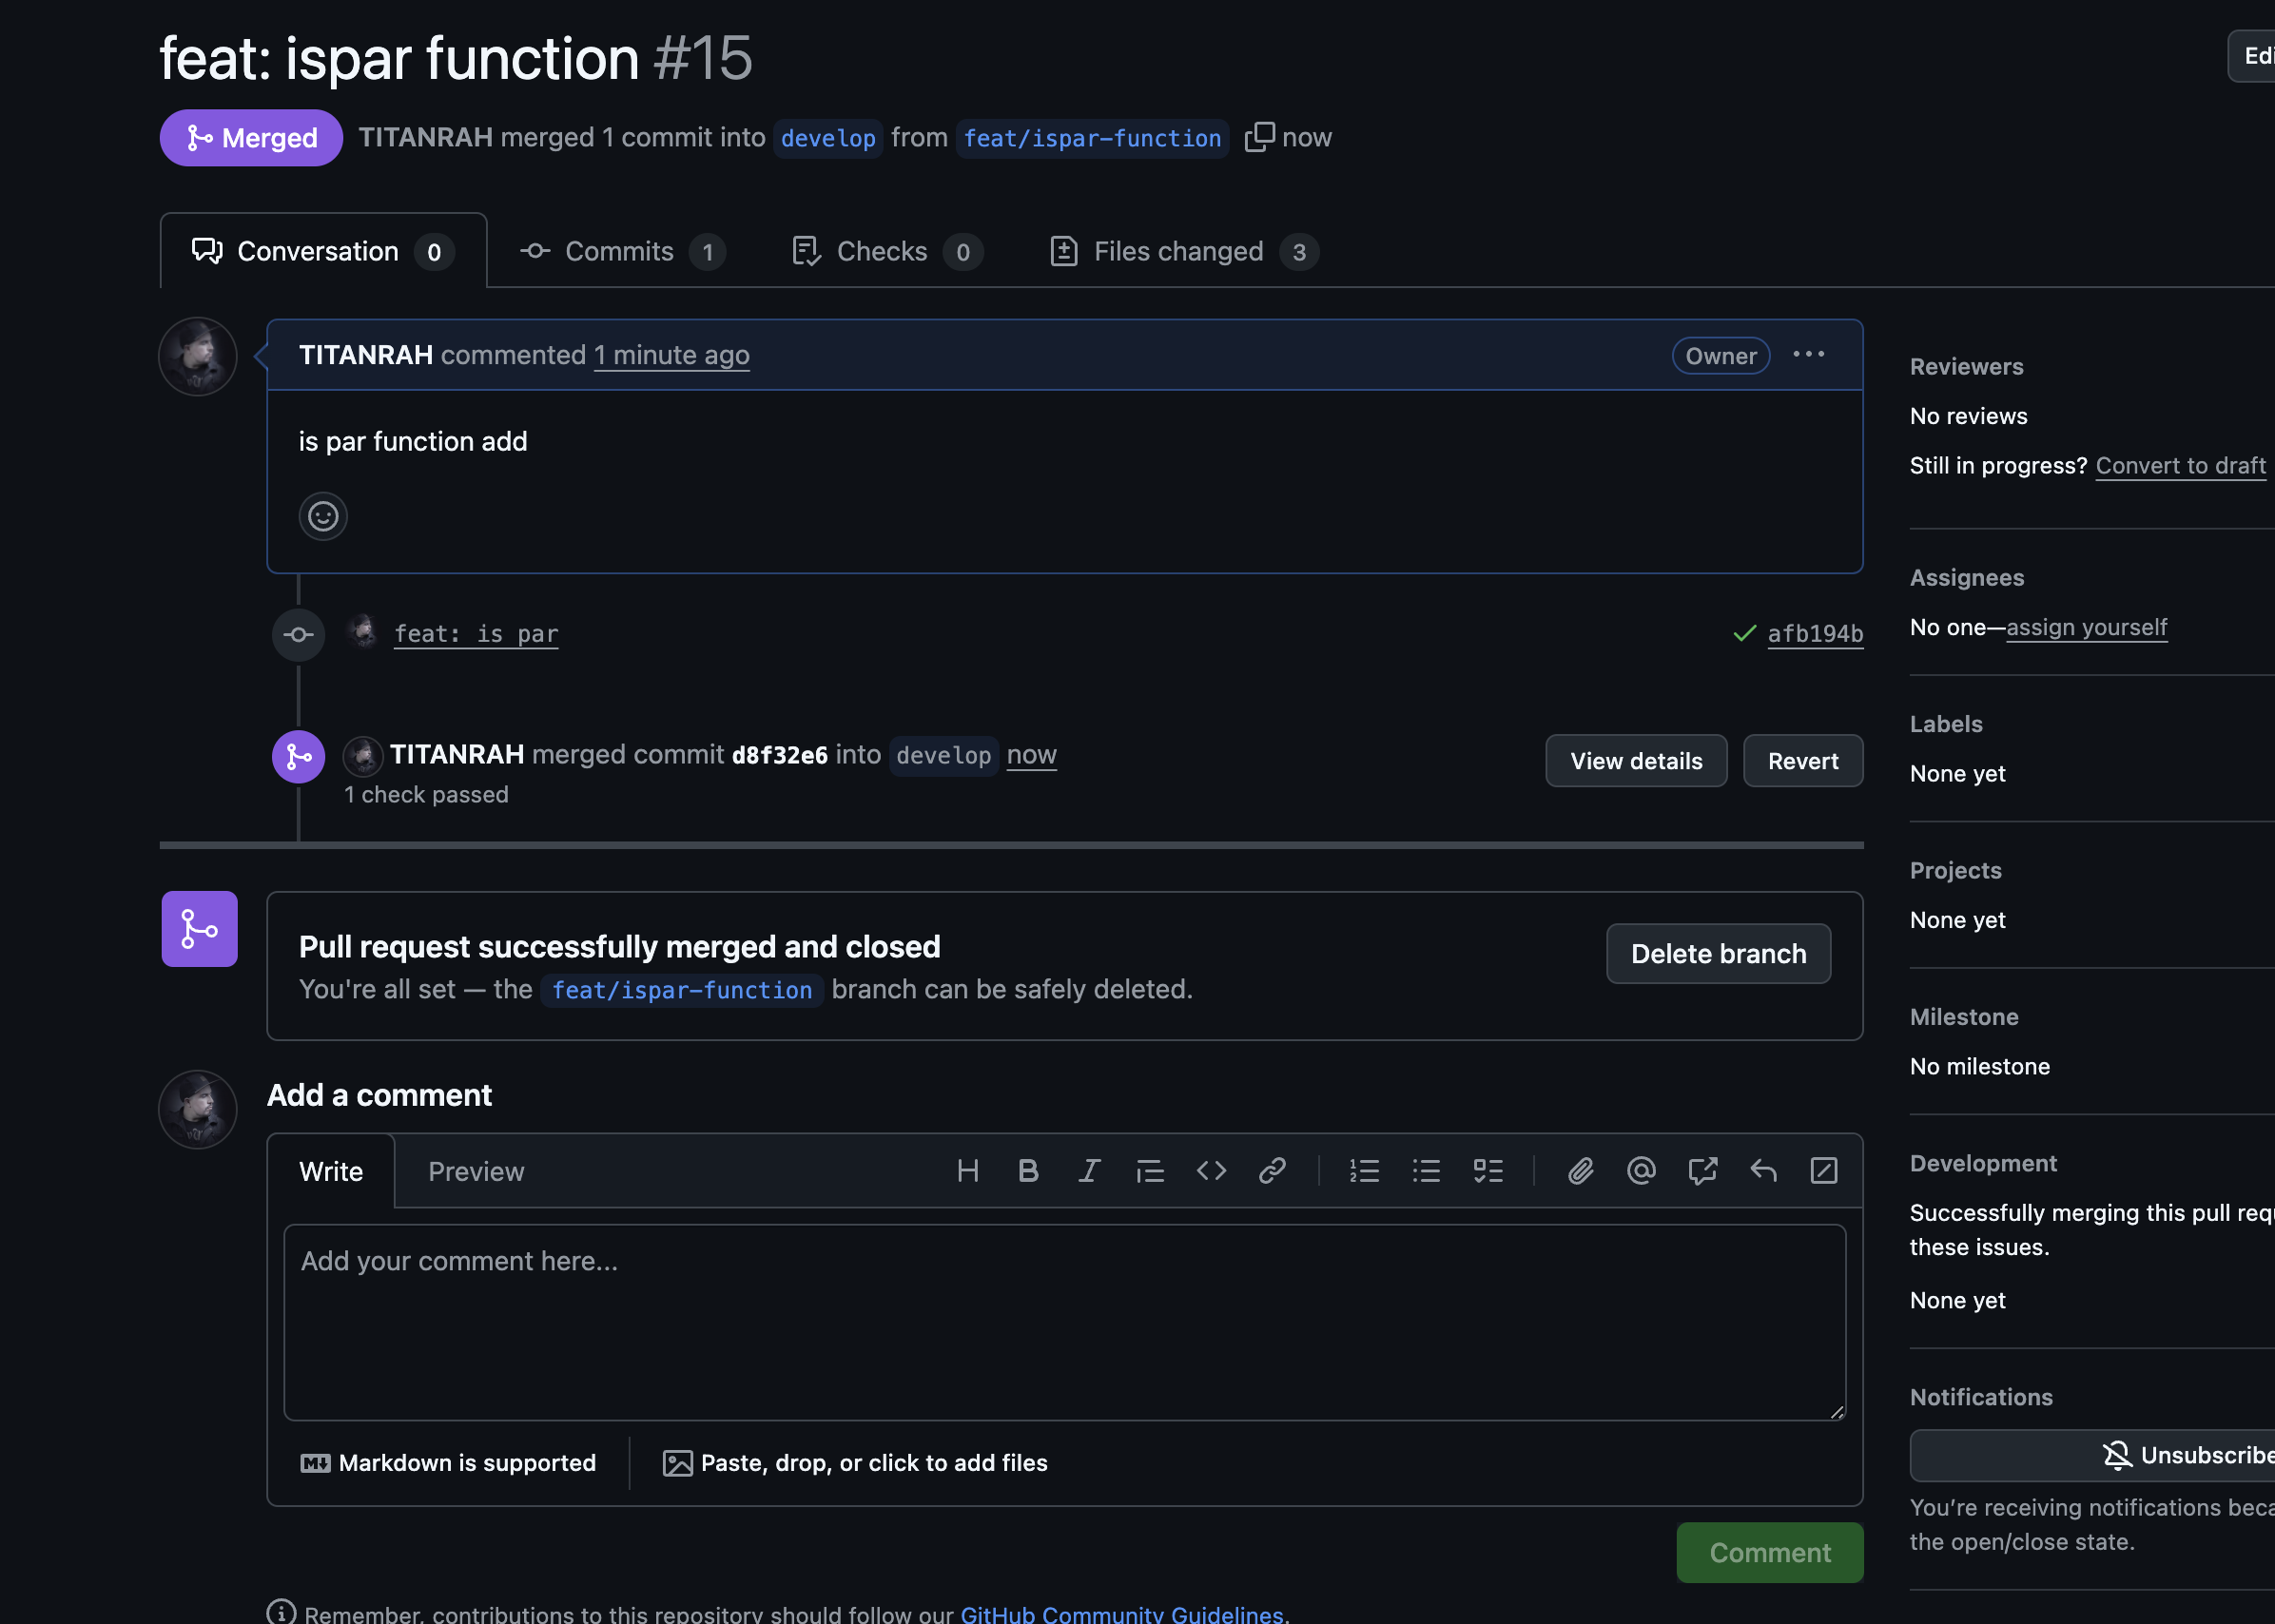 feat: ispar function #15
Edi
Merged
TITANRAH merged 1 commit into develop from feat/ispar-function now
Conversation 0
Commits 1
Checks 0
Files changed 3
TITANRAH commented 1 minute ago
Owner
is par function add
feat: is par
afb194b
TITANRAH merged commit d8f32e6 into develop now
1 check passed
View details
Revert
Pull request successfully merged and closed
You're all set — the feat/ispar-function branch can be safely deleted.
Delete branch
Add a comment
Write
Preview
Add your comment here...
Markdown is supported
Paste, drop, or click to add files
Comment
Remember, contributions to this repository should follow our GitHub Community Guidelines.
Reviewers
No reviews
Still in progress? Convert to draft
Assignees
No one—assign yourself
Labels
None yet
Projects
None yet
Milestone
No milestone
Development
Successfully merging this pull requ
these issues.
None yet
Notifications
Unsubscribe
You’re receiving notifications beca
the open/close state.